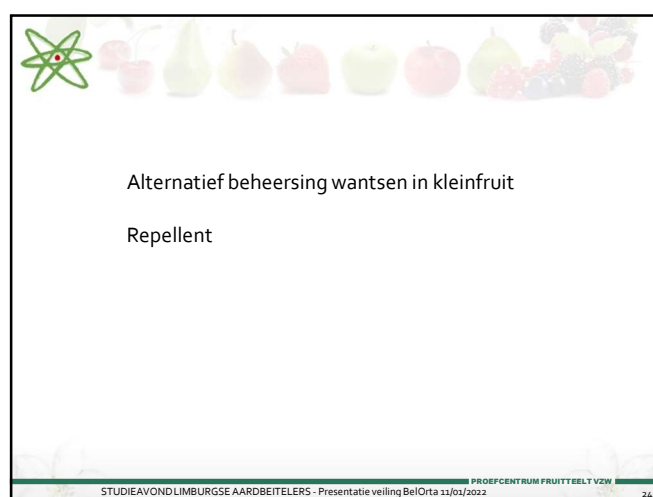 Alternatief beheersing wantsen in kleinfruit
Repellent
PROEFCENTRUM FRUITTEELT VZW
STUDIEAVOND LIMBURGSE AARDBEITELERS - Presentatie veiling BelOrta 11/01/2022
24